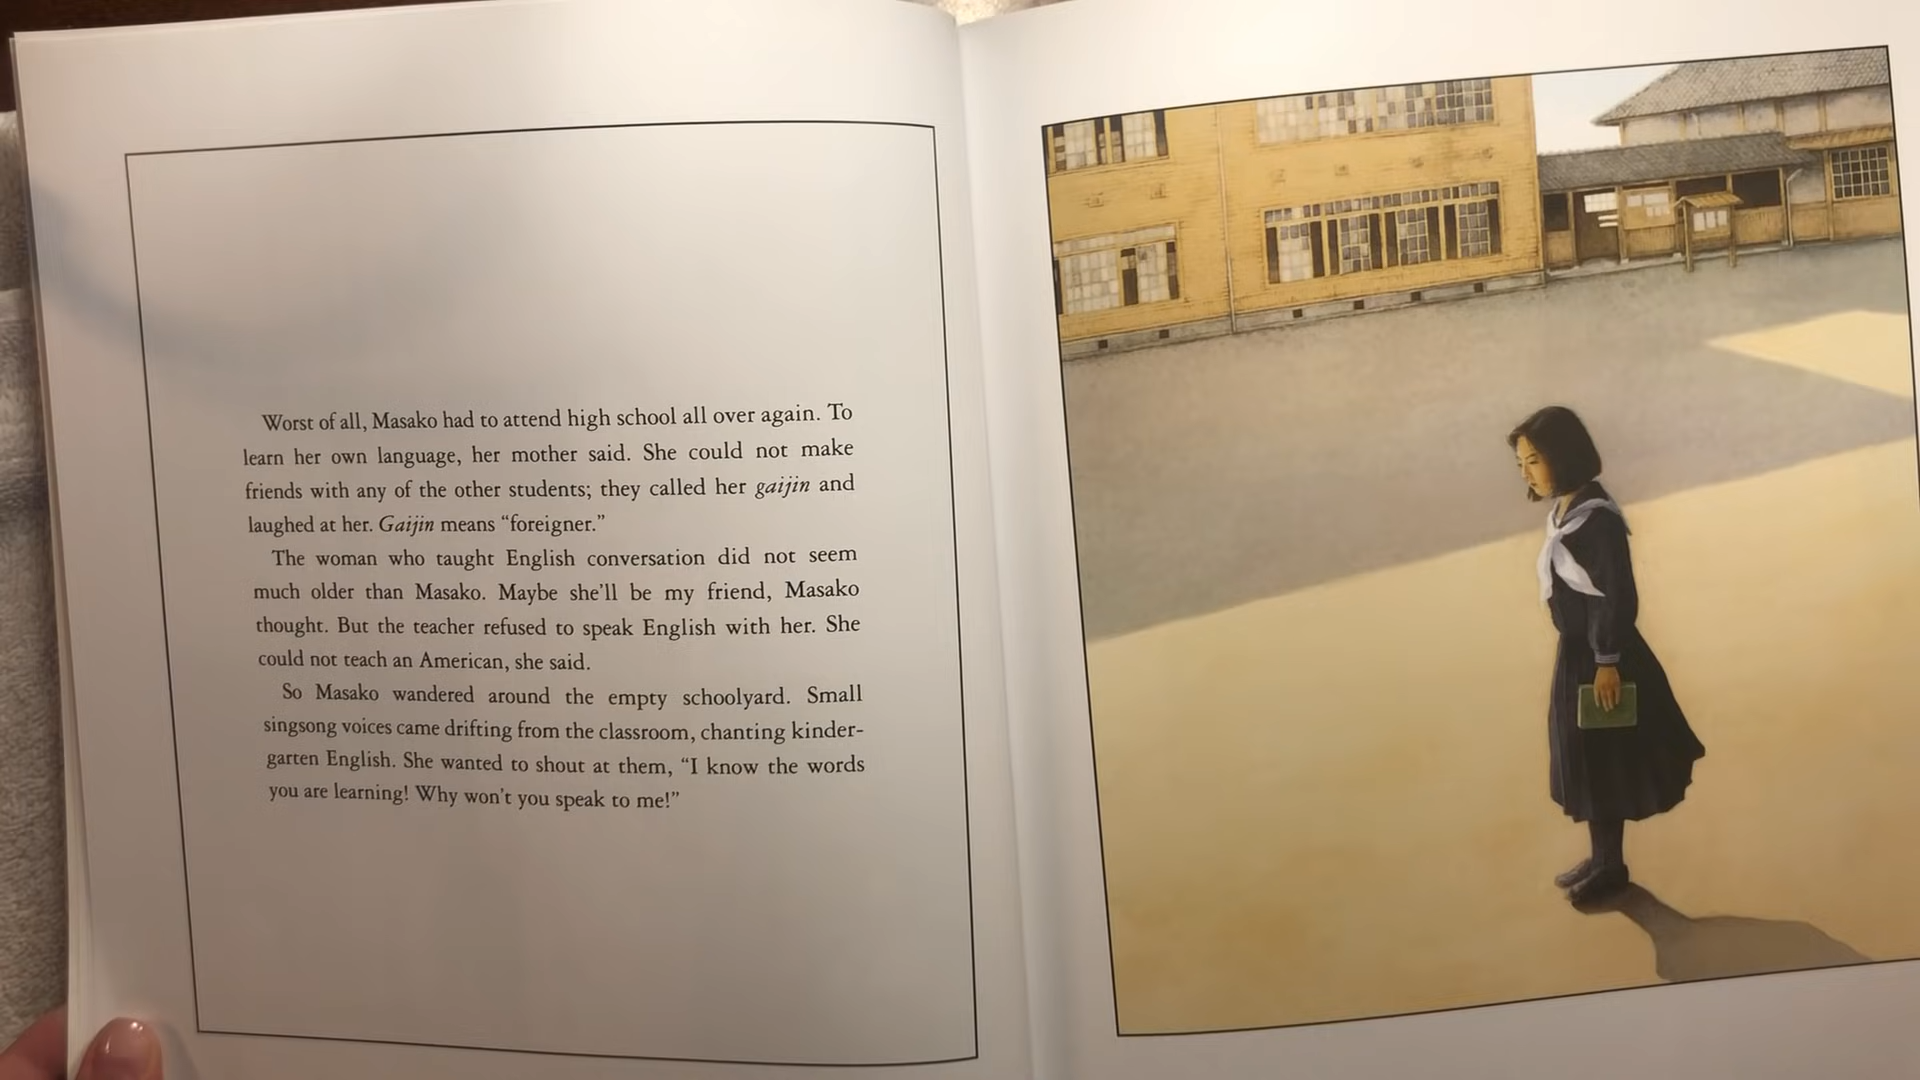 Worst of all, Masako had to attend high school all over again. To
learn her own language, her mother said. She could not make
friends with any of the other students; they called her gaijin and
laughed at her. Gaijin means “foreigner.”
The woman who taught English conversation did not seem
much older than Masako. Maybe she’ll be my friend, Masako
thought. But the teacher refused to speak English with her. She
could not teach an American, she said.
So Masako wandered around the empty schoolyard. Small
singsong voices came drifting from the classroom, chanting kinder-
garten English. She wanted to shout at them, “I know the words
you are learning! Why won’t you speak to me!”